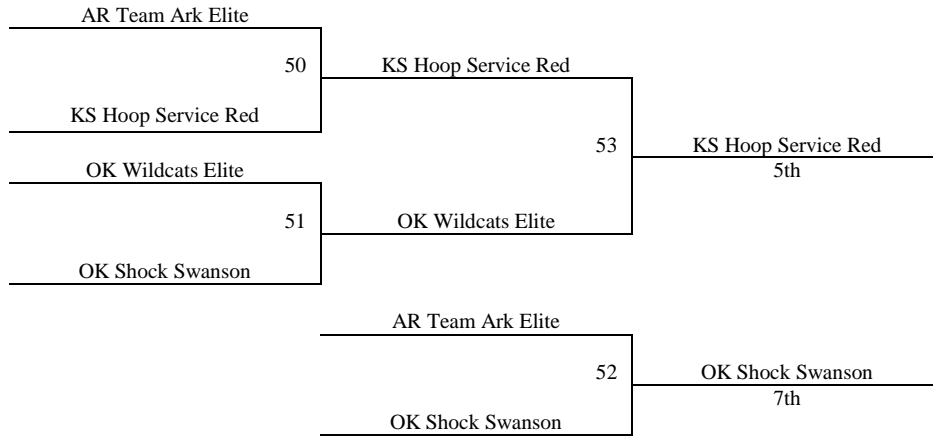 AR Team Ark Elite
50
KS Hoop Service Red
KS Hoop Service Red
53
KS Hoop Service Red
5th
OK Wildcats Elite
51
OK Wildcats Elite
OK Shock Swanson
AR Team Ark Elite
52
OK Shock Swanson
7th
OK Shock Swanson